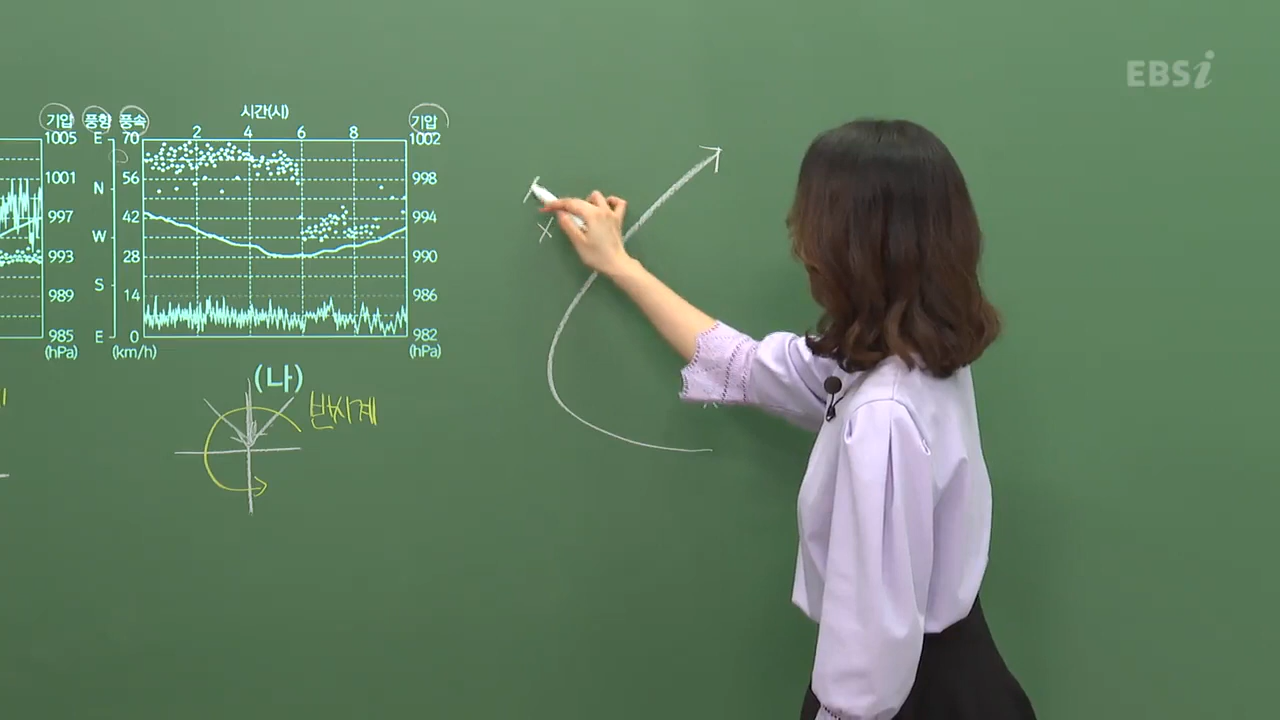 EBSi
기압 풍향 풍속 시간(시) 기압
1005 E 70 2 4 6 8 1002
1001 N 56 998
997 42 994
W
993 28 990
S
989 14 986
985 E 0 982
(hPa) (km/h) (hPa)
(나)
반시계